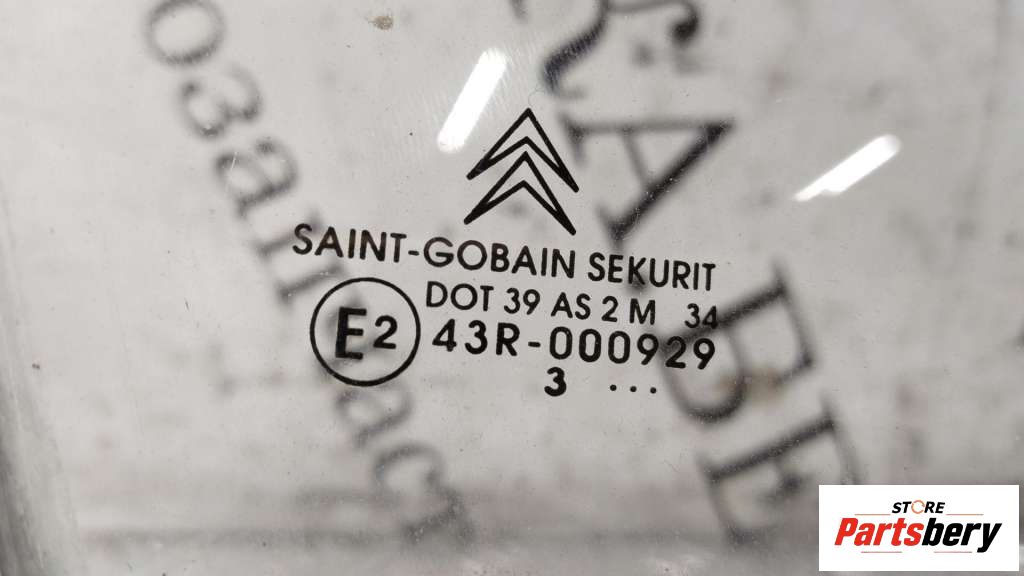 SAINT-GOBAIN SEKURIT
DOT 39 AS 2 M 34
E2
43R-000929
3 ...
STORE
Partsbery